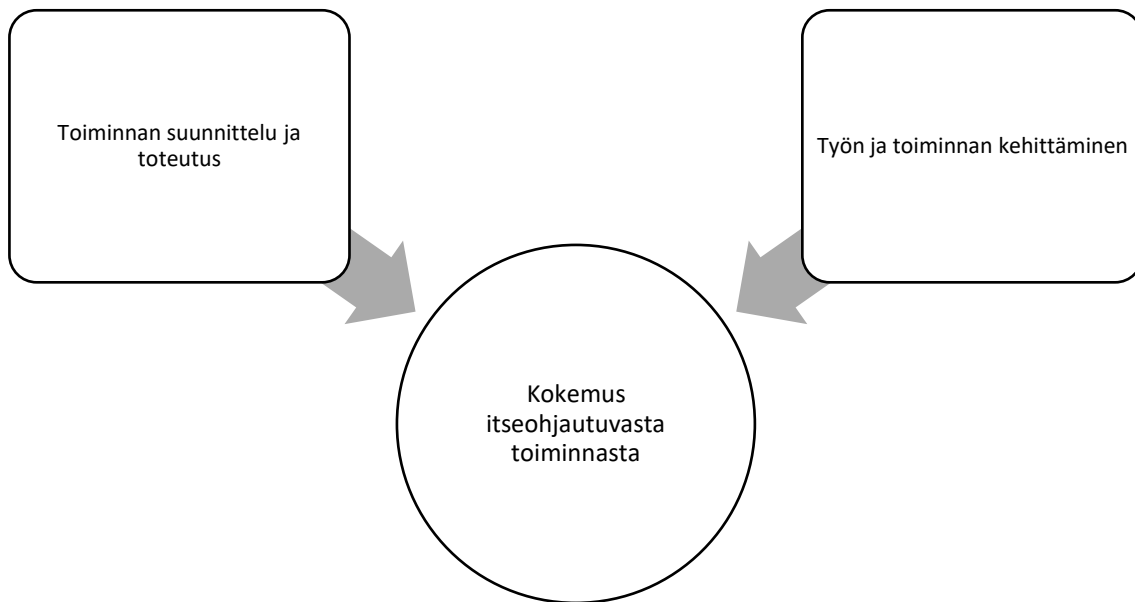 Toiminnan suunnittelu ja
toteutus
Työn ja toiminnan kehittäminen
Kokemus
itseohjautuvasta
toiminnasta